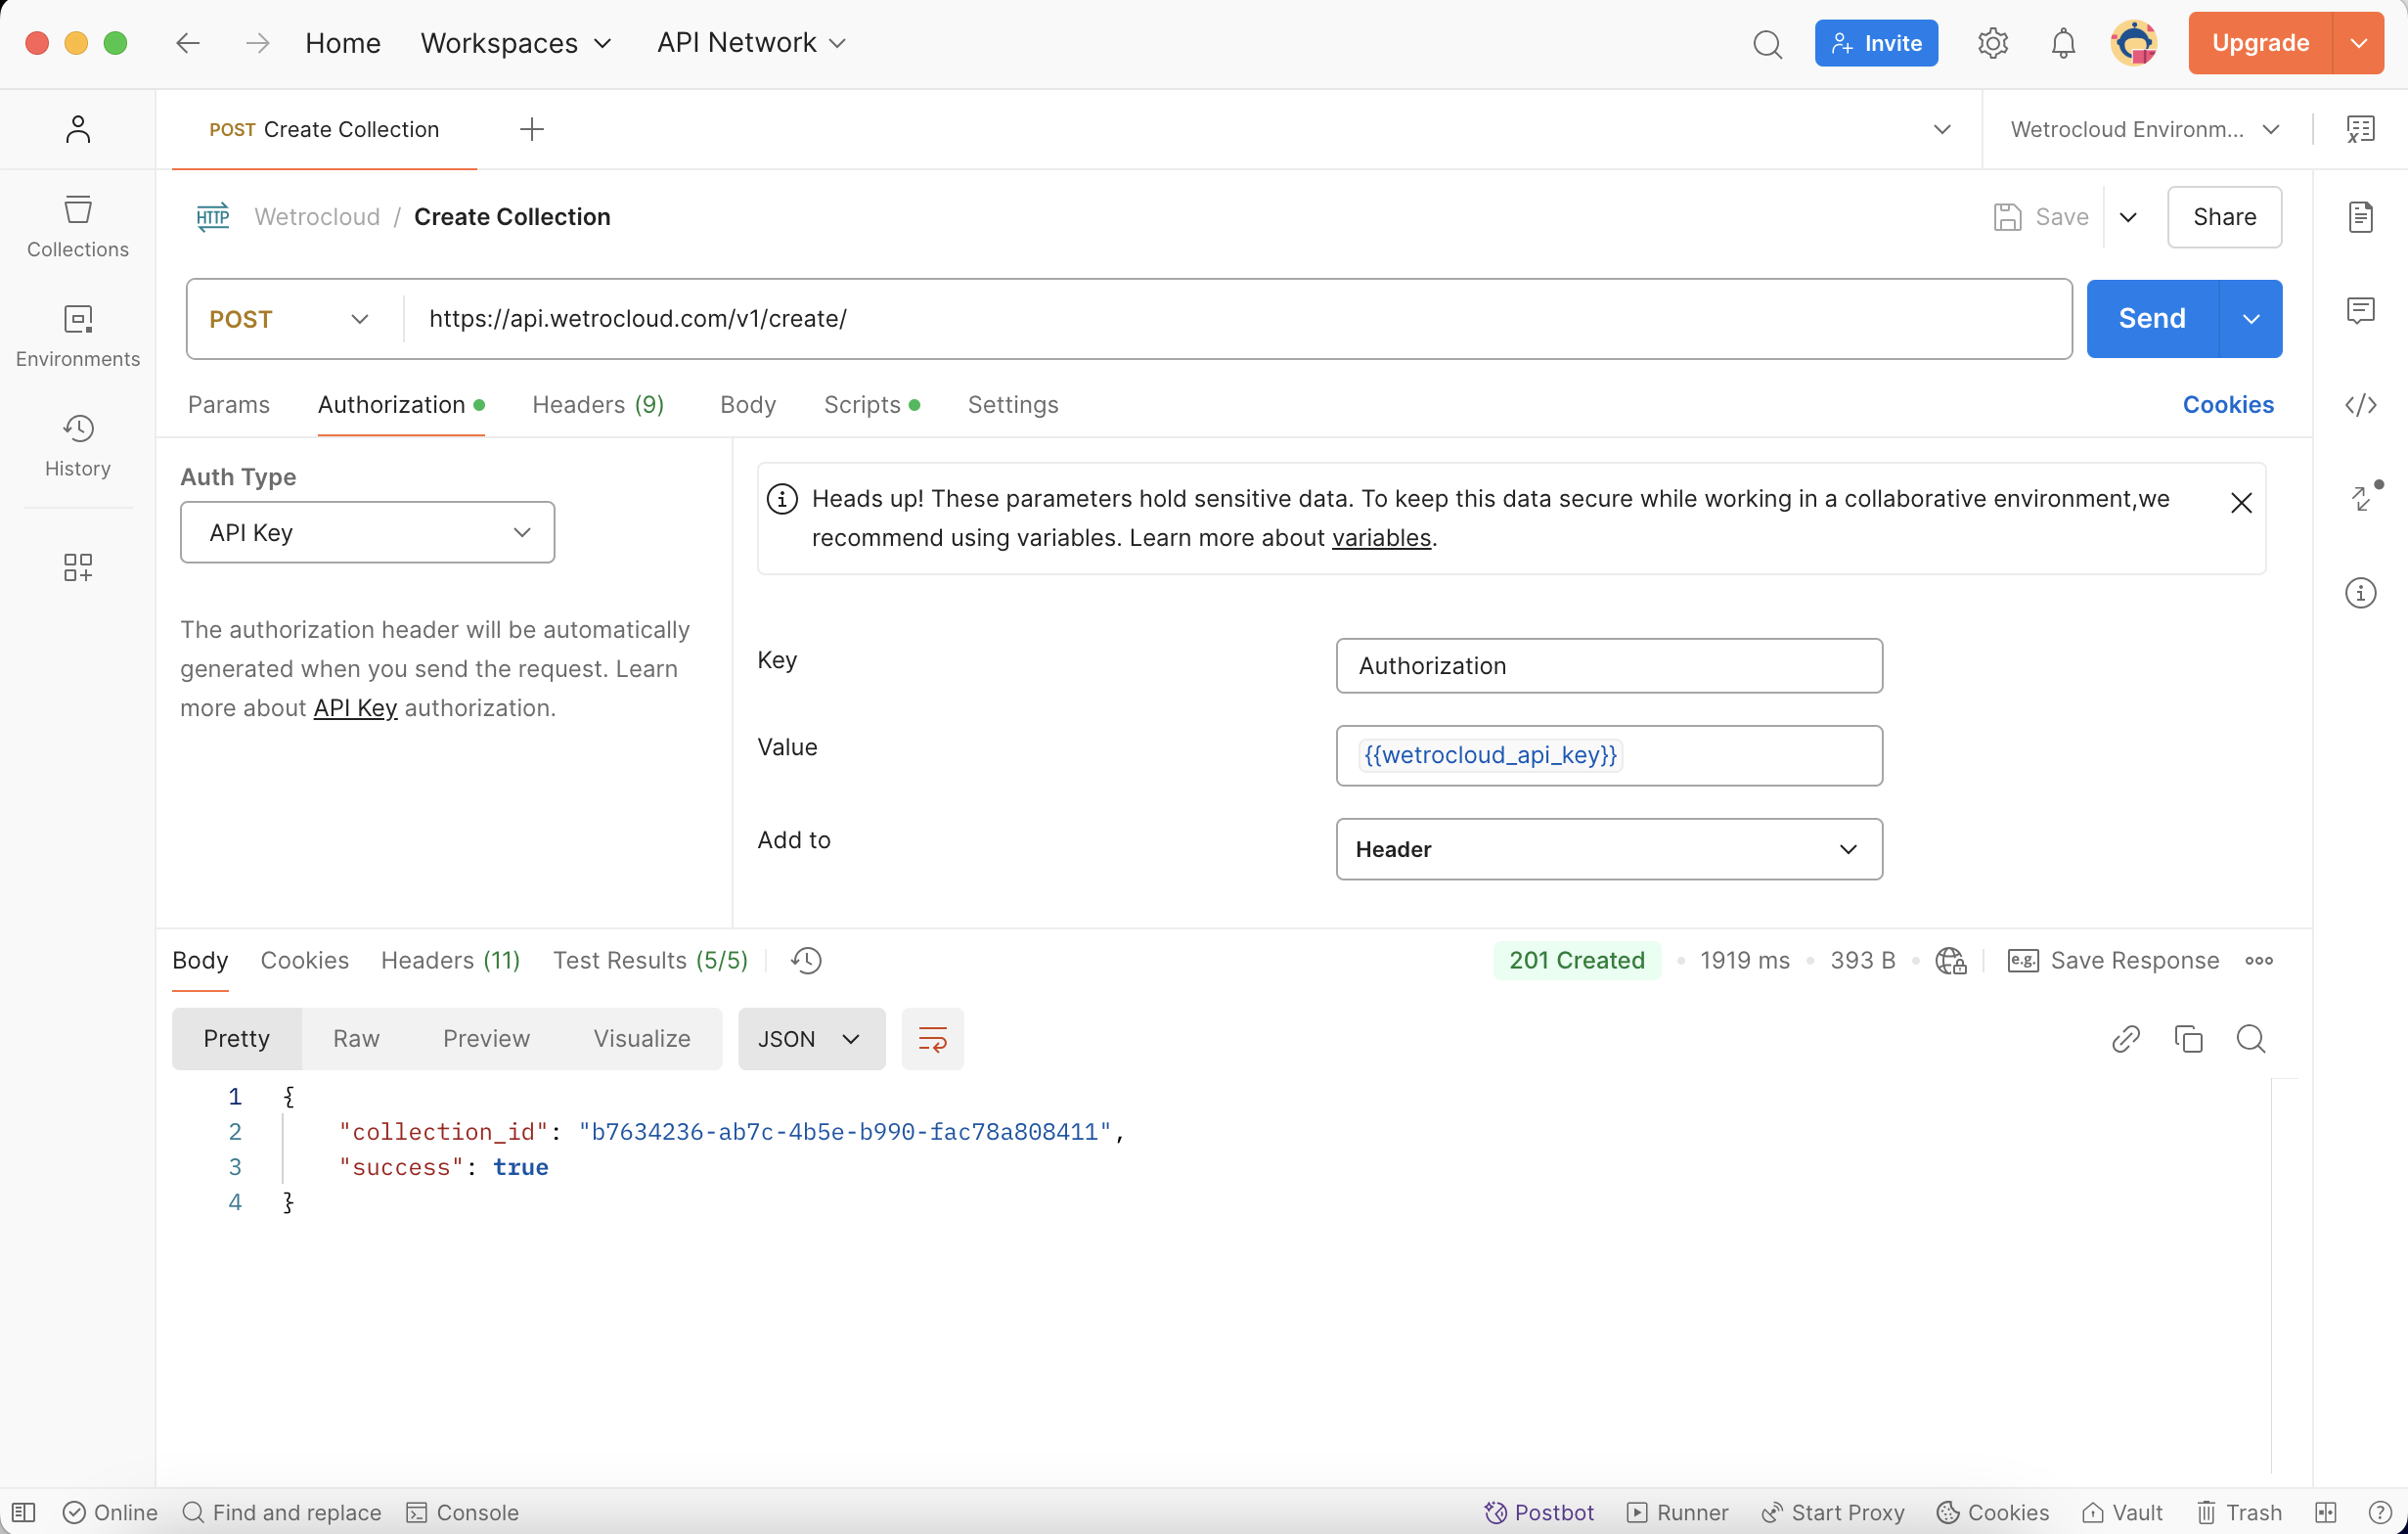 Home Workspaces API Network Invite Upgrade
POST Create Collection Wetrocloud Environm...
HTTP Wetrocloud / Create Collection Save Share
Collections
POST https://api.wetrocloud.com/v1/create/ Send
Environments
Params Authorization Headers (9) Body Scripts Settings Cookies
History
Auth Type
API Key
Heads up! These parameters hold sensitive data. To keep this data secure while working in a collaborative environment,we
recommend using variables. Learn more about variables.
The authorization header will be automatically
generated when you send the request. Learn
more about API Key authorization.
Key Authorization
Value {{wetrocloud_api_key}}
Add to Header
Body Cookies Headers (11) Test Results (5/5) 201 Created • 1919 ms • 393 B • e.g. Save Response
Pretty Raw Preview Visualize JSON
1 {
2 "collection_id": "b7634236-ab7c-4b5e-b990-fac78a808411",
3 "success": true
4 }
Online Find and replace Console Postbot Runner Start Proxy Cookies Vault Trash